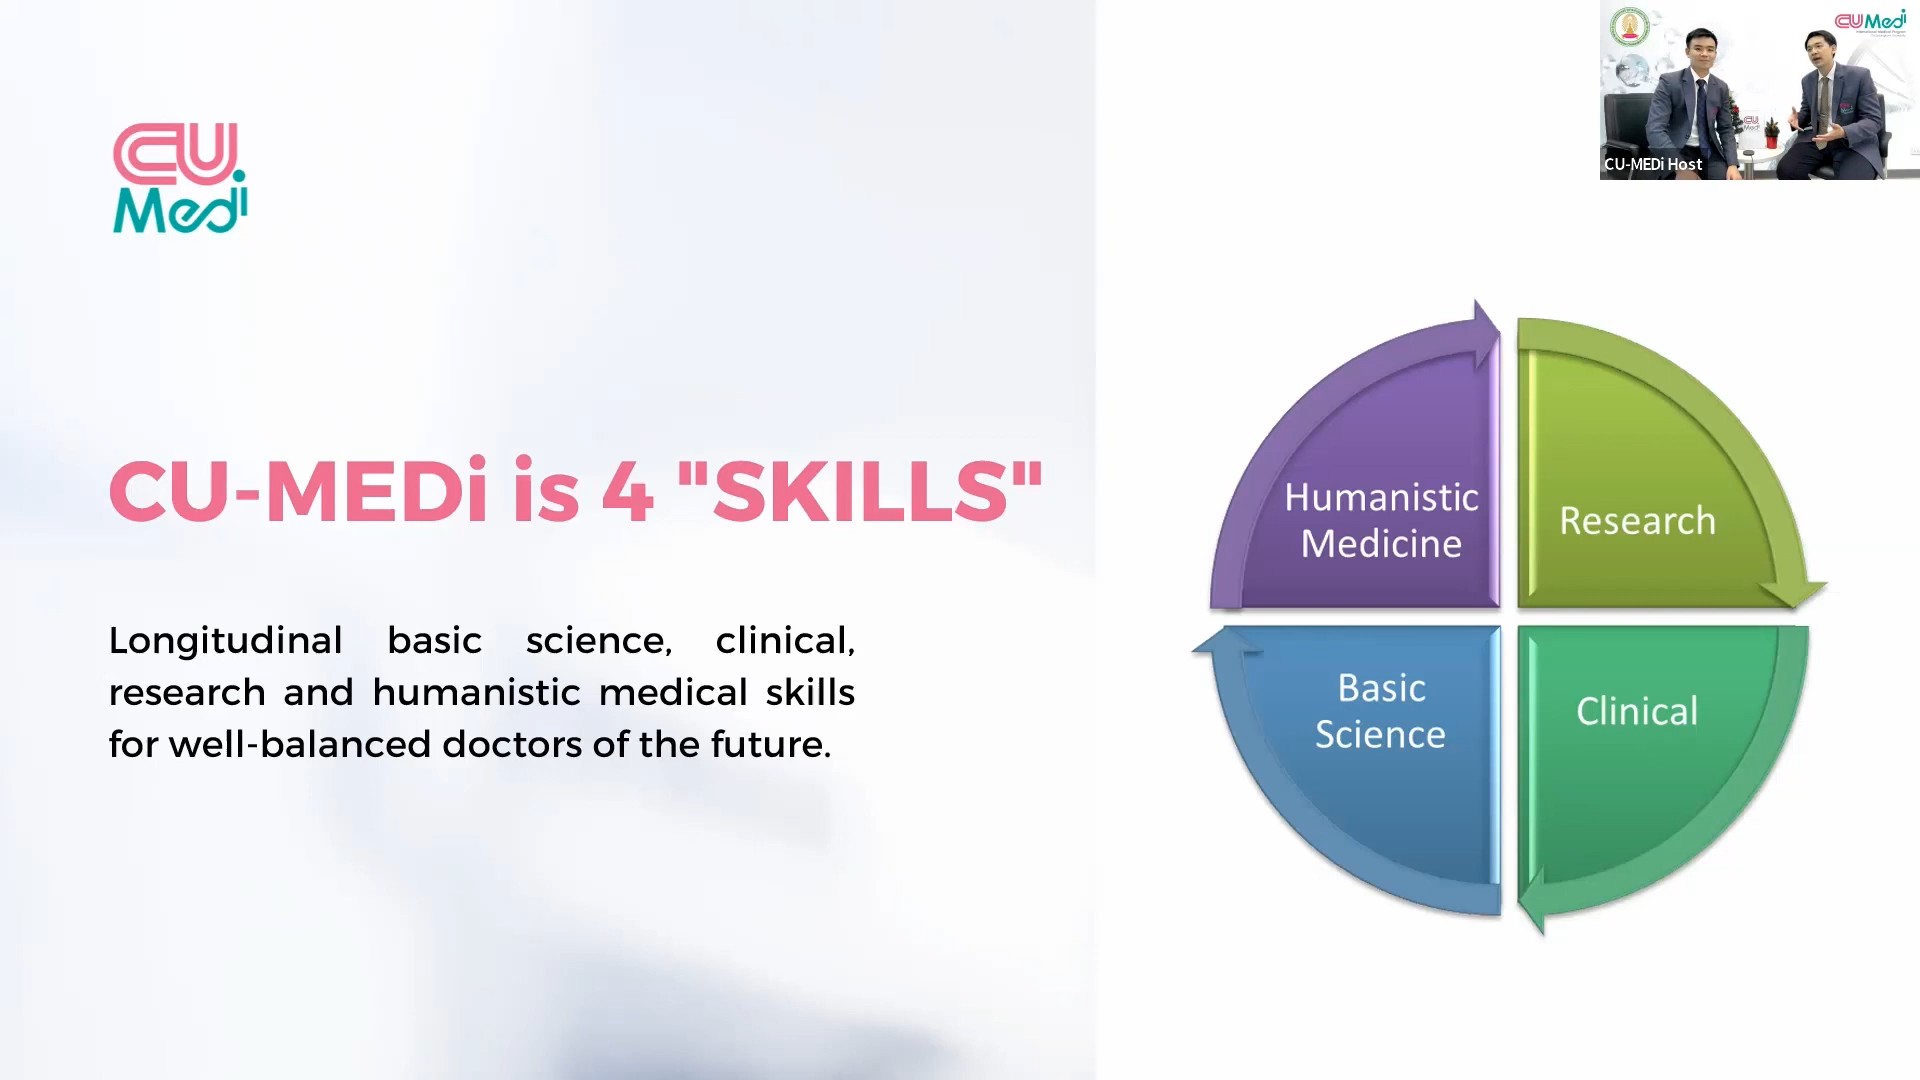 CU
Medi
CU-MEDi is 4 "SKILLS"
Longitudinal basic science, clinical,
research and humanistic medical skills
for well-balanced doctors of the future.
Humanistic
Medicine
Research
Basic
Science
Clinical
CU Medi
CU-MEDi Host